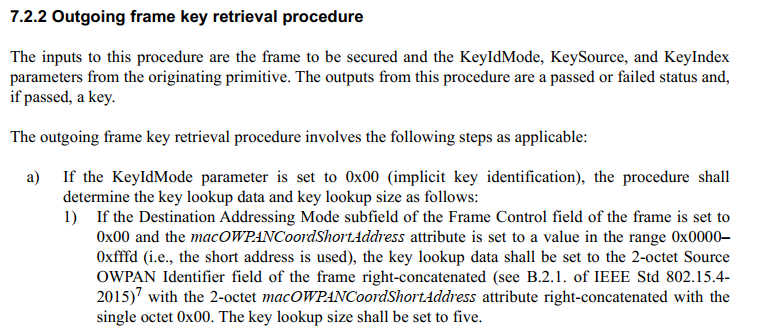 7.2.2 Outgoing frame key retrieval procedure
The inputs to this procedure are the frame to be secured and the KeyIdMode, KeySource, and KeyIndex
parameters from the originating primitive. The outputs from this procedure are a passed or failed status and,
if passed, a key.
The outgoing frame key retrieval procedure involves the following steps as applicable:
a) If the KeyIdMode parameter is set to 0x00 (implicit key identification), the procedure shall
determine the key lookup data and key lookup size as follows:
1) If the Destination Addressing Mode subfield of the Frame Control field of the frame is set to
0x00 and the macOWPANCoordShortAddress attribute is set to a value in the range 0x0000–
0xfffd (i.e., the short address is used), the key lookup data shall be set to the 2-octet Source
OWPAN Identifier field of the frame right-concatenated (see B.2.1. of IEEE Std 802.15.4-
2015)7 with the 2-octet macOWPANCoordShortAddress attribute right-concatenated with the
single octet 0x00. The key lookup size shall be set to five.